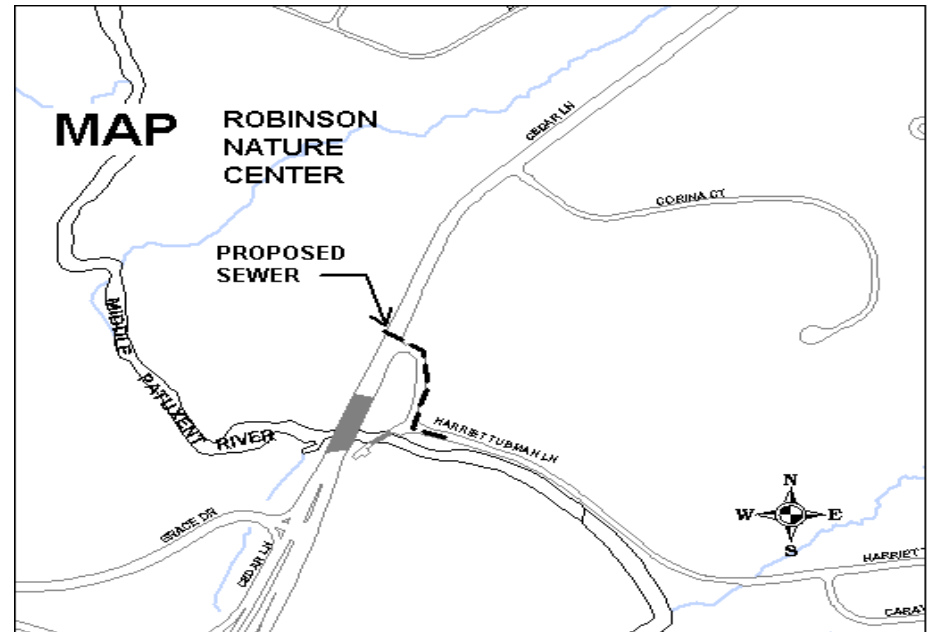 MAP
ROBINSON
NATURE
CENTER
CEDAR LN
CORINA CT
PROPOSED
SEWER
MIDDLE PATUXENT RIVER
HARRIET TUBMAN LN
GRACE DR
CEDAR LN
N
W E
S
HARRIET T
CARAV